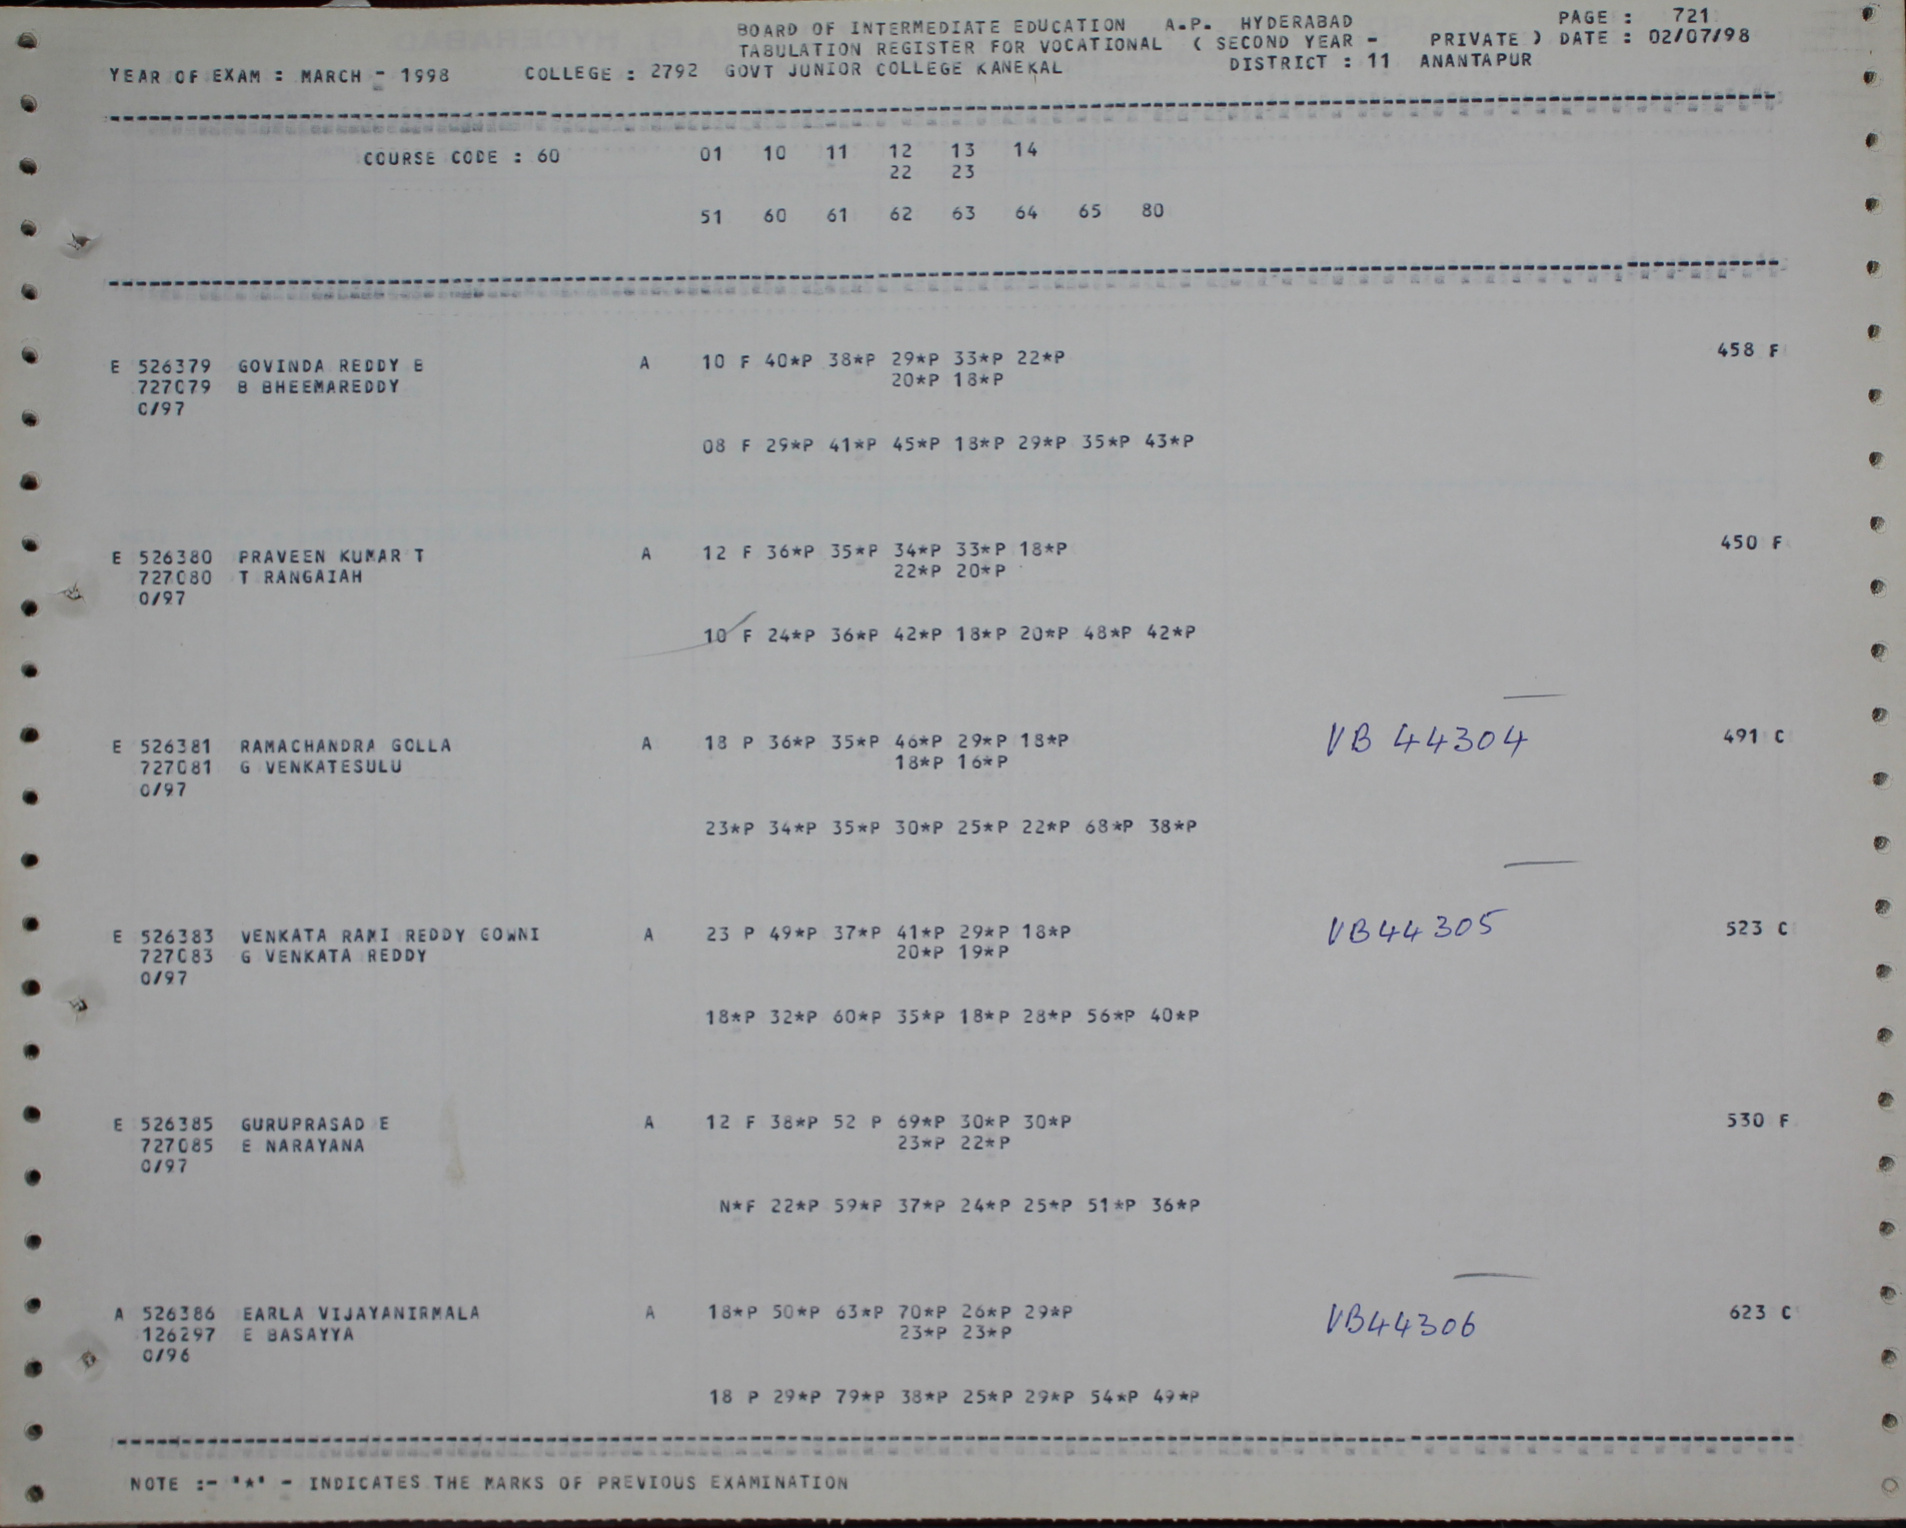 BOARD OF INTERMEDIATE EDUCATION A.P. HYDERABAD PAGE : 721
TABULATION REGISTER FOR VOCATIONAL ( SECOND YEAR - PRIVATE ) DATE : 02/07/98
YEAR OF EXAM : MARCH - 1998 COLLEGE : 2792 GOVT JUNIOR COLLEGE KANEKAL DISTRICT : 11 ANANTAPUR
COURSE CODE : 60 01 10 11 12 13 14
22 23
51 60 61 62 63 64 65 80
E 526379 GOVINDA REDDY B A 10 F 40*P 38*P 29*P 33*P 22*P 458 F
727079 B BHEEMAREDDY 20*P 18*P
0/97
08 F 29*P 41*P 45*P 18*P 29*P 35*P 43*P
E 526380 PRAVEEN KUMAR T A 12 F 36*P 35*P 34*P 33*P 18*P 450 F
727080 T RANGAIAH 22*P 20*P
0/97
10 F 24*P 36*P 42*P 18*P 20*P 48*P 42*P
E 526381 RAMACHANDRA GOLLA A 18 P 36*P 35*P 46*P 29*P 18*P VB 44304 491 C
727081 G VENKATESULU 18*P 16*P
0/97
23*P 34*P 35*P 30*P 25*P 22*P 68*P 38*P
E 526383 VENKATA RAMI REDDY GOWNI A 23 P 49*P 37*P 41*P 29*P 18*P VB44305 523 C
727083 G VENKATA REDDY 20*P 19*P
0/97
18*P 32*P 60*P 35*P 18*P 28*P 56*P 40*P
E 526385 GURUPRASAD E A 12 F 38*P 52 P 69*P 30*P 30*P 530 F
727085 E NARAYANA 23*P 22*P
0/97
N*F 22*P 59*P 37*P 24*P 25*P 51*P 36*P
A 526386 EARLA VIJAYANIRMALA A 18*P 50*P 63*P 70*P 26*P 29*P VB44306 623 C
126297 E BASAYYA 23*P 23*P
0/96
18 P 29*P 79*P 38*P 25*P 29*P 54*P 49*P
NOTE :- "*" - INDICATES THE MARKS OF PREVIOUS EXAMINATION